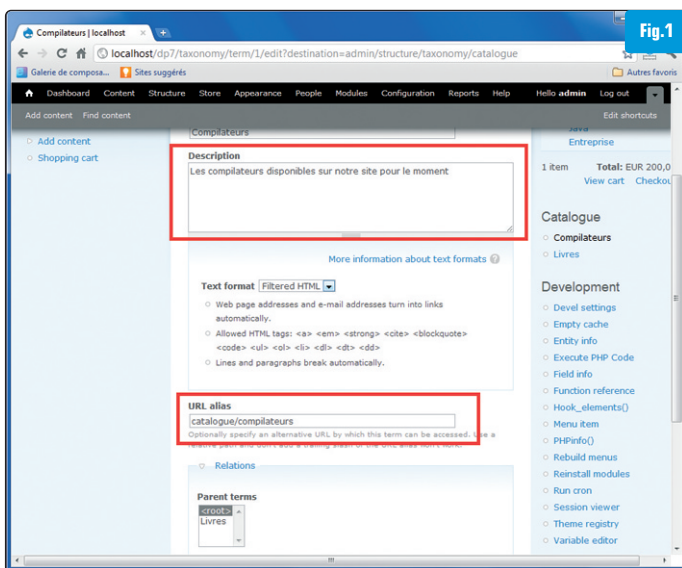 Fig.1
Compilateurs | localhost
localhost/dp7/taxonomy/term/1/edit?destination=admin/structure/taxonomy/catalogue
Galerie de composa... Sites suggérés Autres favoris
Dashboard Content Structure Store Appearance People Modules Configuration Reports Help Hello admin Log out
Add content Find content Edit shortcuts
Add content
Shopping cart
Compilateurs
Description
Les compilateurs disponibles sur notre site pour le moment
More information about text formats
Text format Filtered HTML
Web page addresses and e-mail addresses turn into links
automatically.
Allowed HTML tags: <a> <em> <strong> <cite> <blockquote>
<code> <ul> <ol> <li> <dl> <dt> <dd>
Lines and paragraphs break automatically.
URL alias
catalogue/compilateurs
Optionally specify an alternative URL by which this term can be accessed. Use a
Relations
Parent terms
<root>
Livres
Java
Entreprise
1 item Total: EUR 200,0
View cart Checkou
Catalogue
Compilateurs
Livres
Development
Devel settings
Empty cache
Entity info
Execute PHP Code
Field info
Function reference
Hook_elements()
Menu item
PHPinfo()
Rebuild menus
Reinstall modules
Run cron
Session viewer
Theme registry
Variable editor